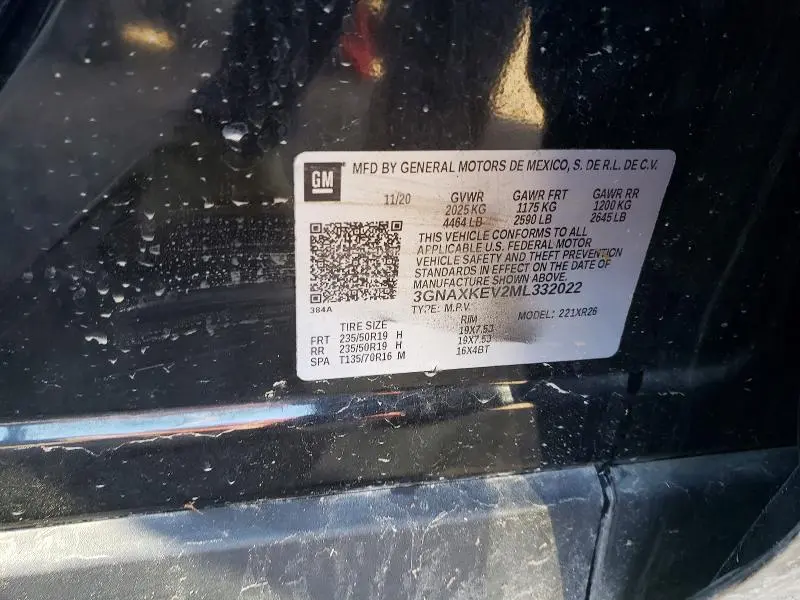 GM MFD BY GENERAL MOTORS DE MEXICO, S. DE R.L. DE C.V.
11/20 GVWR GAWR FRT GAWR RR
2025 KG 1175 KG 1200 KG
4464 LB 2590 LB 2645 LB
THIS VEHICLE CONFORMS TO ALL
APPLICABLE U.S. FEDERAL MOTOR
VEHICLE SAFETY AND THEFT PREVENTION
STANDARDS IN EFFECT ON THE DATE OF
MANUFACTURE SHOWN ABOVE.
3GNAXKEV2ML332022
384A
TYPE: M.P.V. MODEL: 221XR26
TIRE SIZE RIM
FRT 235/50R19 H 19X7.5J
RR 235/50R19 H 19X7.5J
SPA T135/70R16 M 16X4BT